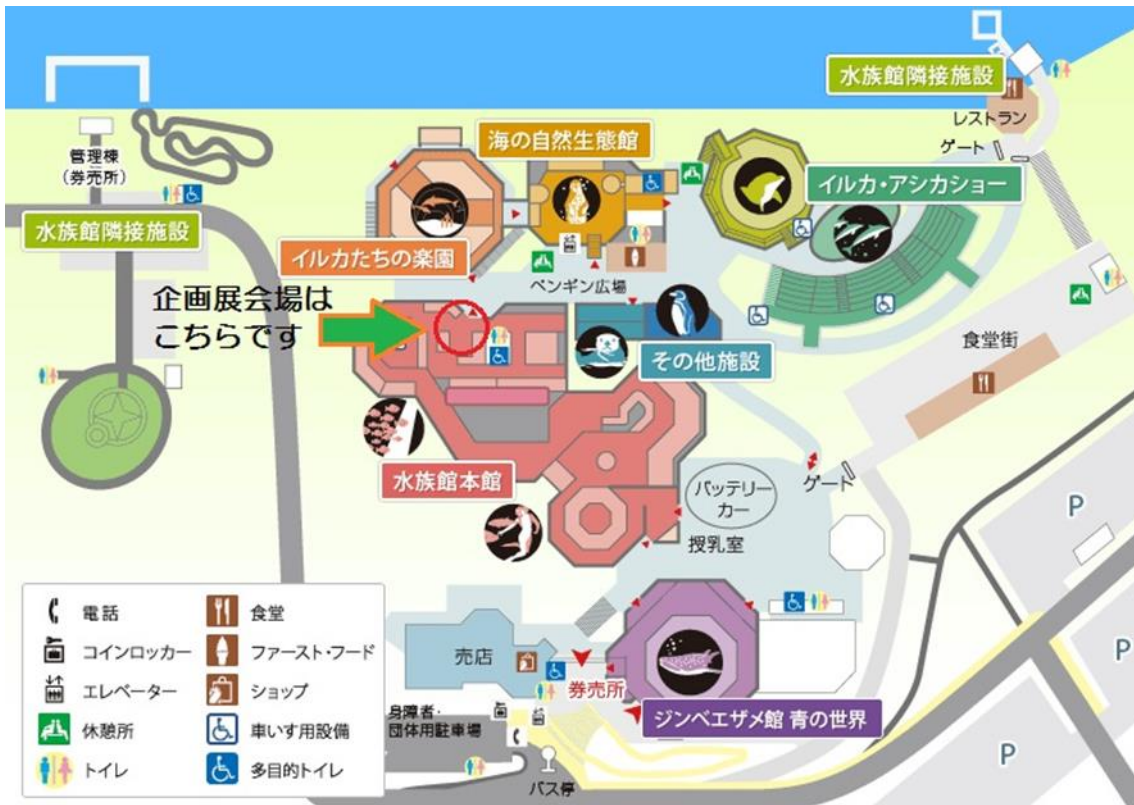 水族館隣接施設
レストラン
ゲート
海の自然生態館
管理棟
(券売所)
イルカ・アシカショー
水族館隣接施設
イルカたちの楽園
ペンギン広場
企画展会場は
こちらです
食堂街
その他施設
水族館本館
バッテリー
カー
ゲート
授乳室
P
電話
コインロッカー
エレベーター
休憩所
トイレ
食堂
ファースト・フード
ショップ
車いす用設備
多目的トイレ
売店
券売所
P
ジンベエザメ館 青の世界
身障者・
団体用駐車場
バス停
P